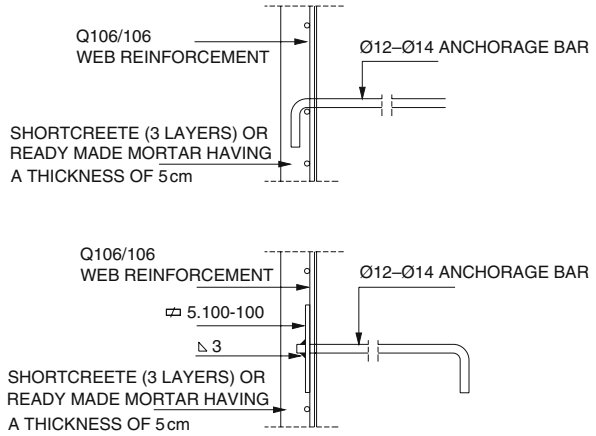 Q106/106
WEB REINFORCEMENT
Ø12–Ø14 ANCHORAGE BAR
SHORTCREETE (3 LAYERS) OR
READY MADE MORTAR HAVING
A THICKNESS OF 5cm
Q106/106
WEB REINFORCEMENT
Ø12–Ø14 ANCHORAGE BAR
5.100-100
3
SHORTCREETE (3 LAYERS) OR
READY MADE MORTAR HAVING
A THICKNESS OF 5cm